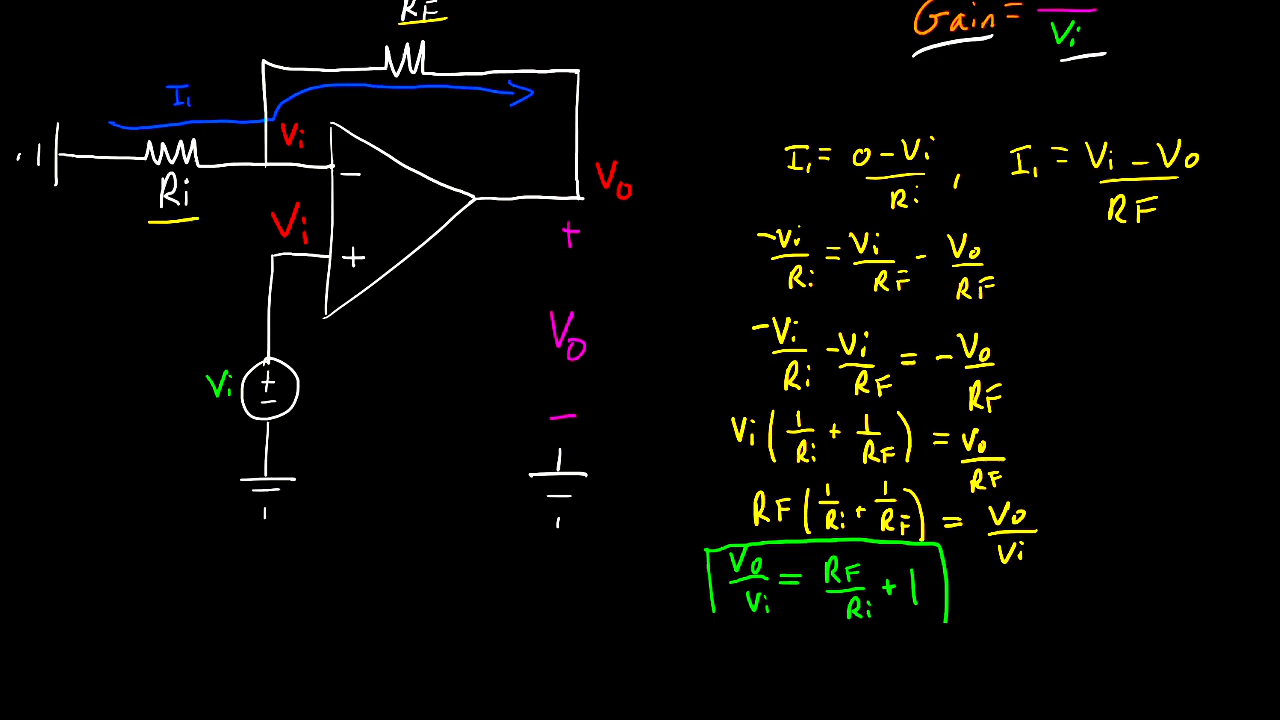 RF
Gain = / Vi
I₁
Vi
Ri
Vi
Vo
−
+
+
Vo
−
Vi
+
−
I₁ = (0 − Vi)/Ri , I₁ = (Vi − Vo)/RF
−Vi/Ri = Vi/RF − Vo/RF
−Vi/Ri − Vi/RF = −Vo/RF
Vi(1/Ri + 1/RF) = Vo/RF
RF(1/Ri + 1/RF) = Vo/Vi
Vo/Vi = RF/Ri + 1